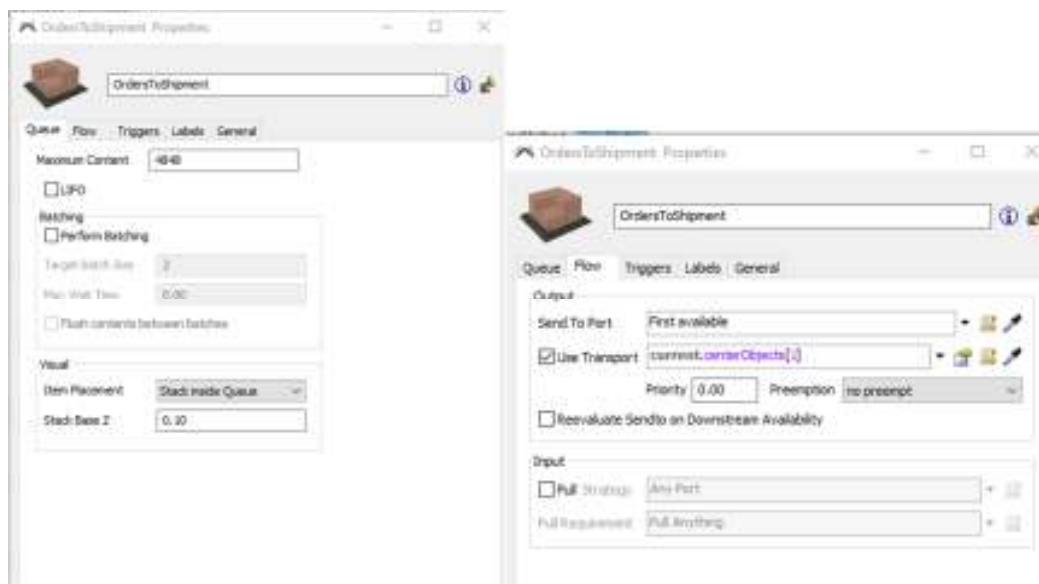 OrdersToShipment Properties
OrdersToShipment
Queue Flow Triggers Labels General
Maximum Content 4848
LIFO
Batching
Perform Batching
Target Batch Size 2
Max Wait Time 0.00
Flush contents between batches
Visual
Item Placement Stack inside Queue
Stack Base Z 0.10
OrdersToShipment Properties
OrdersToShipment
Queue Flow Triggers Labels General
Output
Send To Port First available
Use Transport current.centerObjects[1]
Priority 0.00 Preemption no preempt
Reevaluate Sendto on Downstream Availability
Input
Pull Strategy Any Port
Pull Requirement Pull Anything